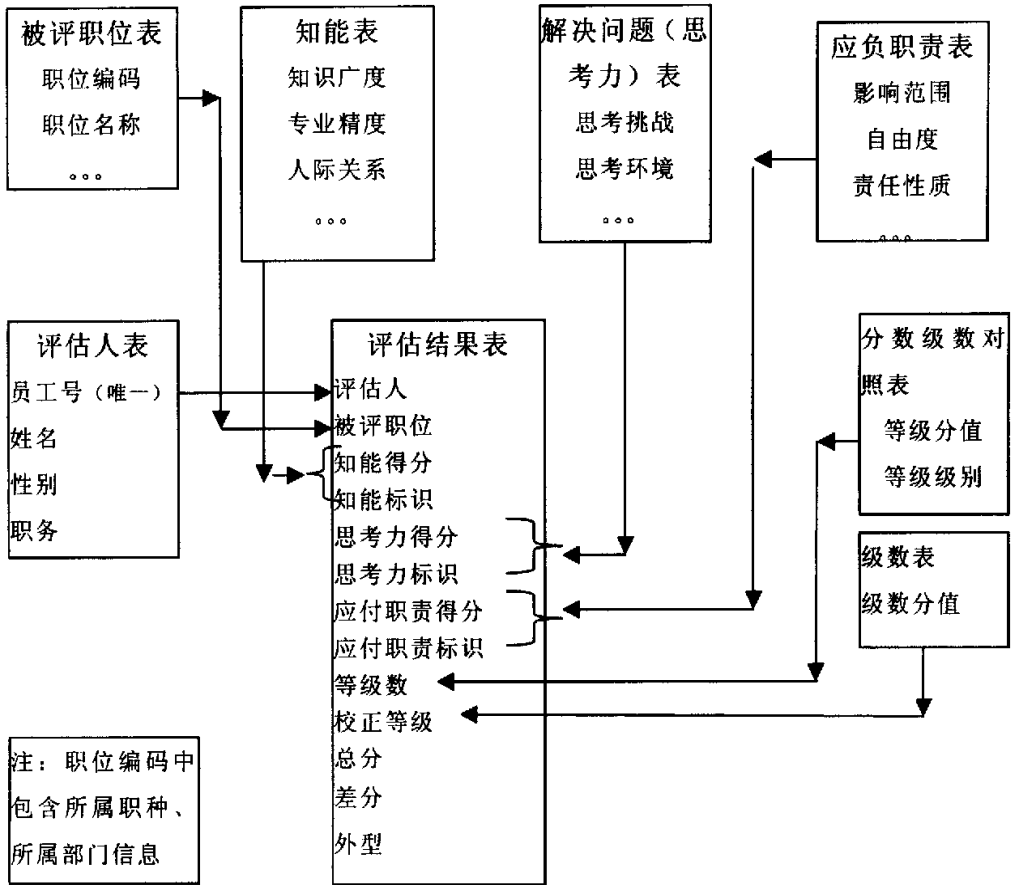 被评职位表
职位编码
职位名称
。。。
知能表
知识广度
专业精度
人际关系
。。。
解决问题（思
考力）表
思考挑战
思考环境
。。。
应负职责表
影响范围
自由度
责任性质
。。。
评估人表
员工号（唯一）
姓名
性别
职务
评估结果表
评估人
被评职位
知能得分
知能标识
思考力得分
思考力标识
应付职责得分
应付职责标识
等级数
校正等级
总分
差分
外型
分数级数对
照表
等级分值
等级级别
级数表
级数分值
注：职位编码中
包含所属职种、
所属部门信息